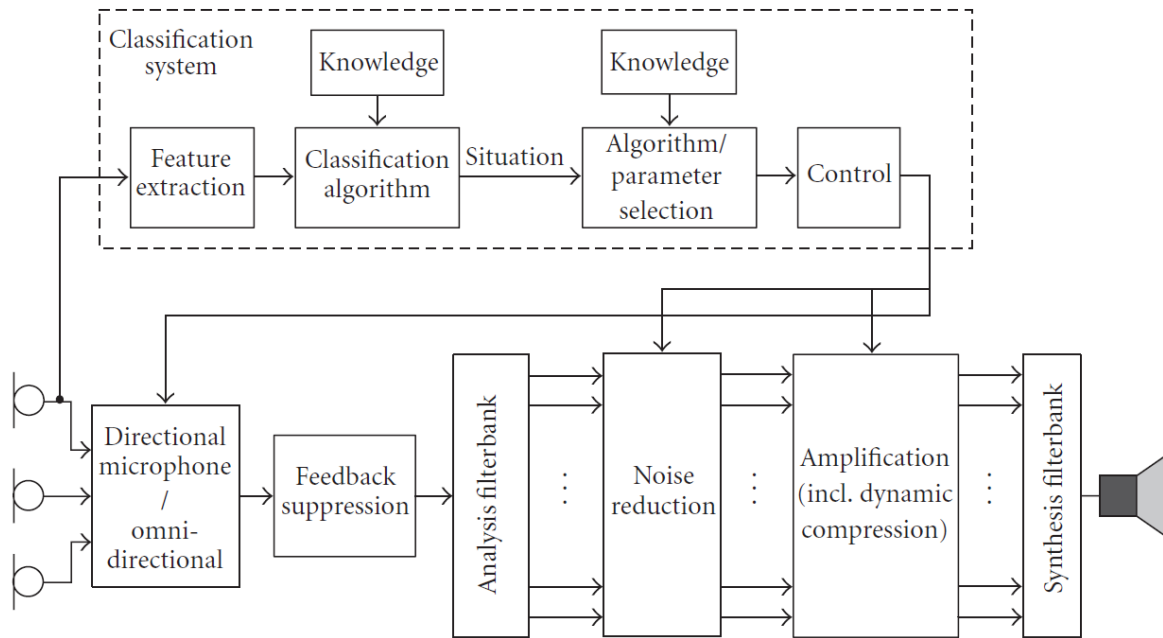 Classification
system
Knowledge
Knowledge
Feature
extraction
Classification
algorithm
Situation
Algorithm/
parameter
selection
Control
Directional
microphone
/
omni-
directional
Feedback
suppression
Analysis filterbank
Noise
reduction
Amplification
(incl. dynamic
compression)
Synthesis filterbank